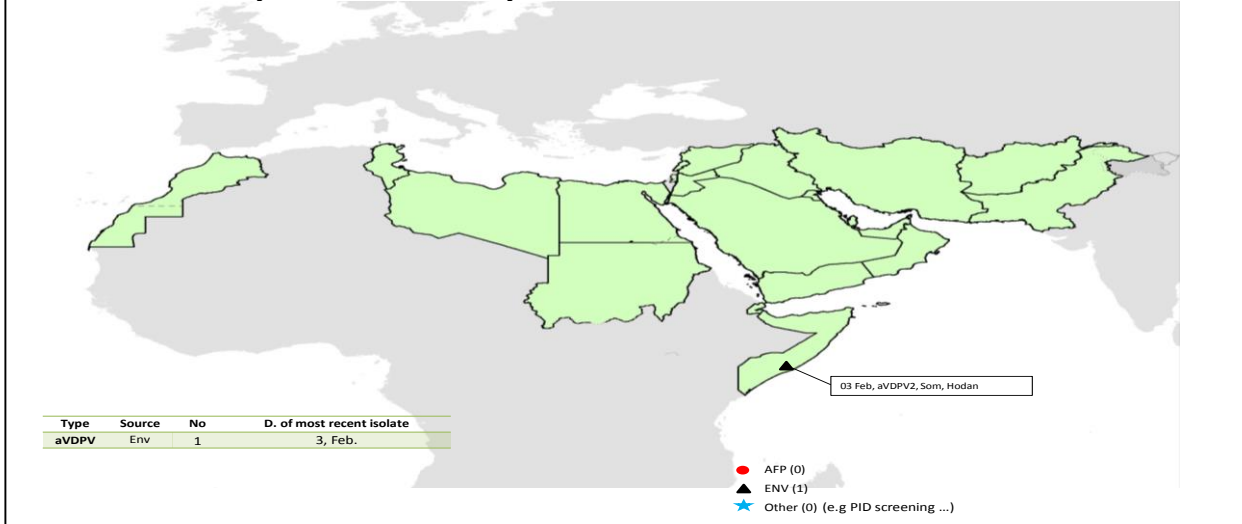 03 Feb, aVDPV2, Som, Hodan
Type Source No D. of most recent isolate
aVDPV Env 1 3, Feb.
AFP (0)
ENV (1)
Other (0) (e.g PID screening ...)